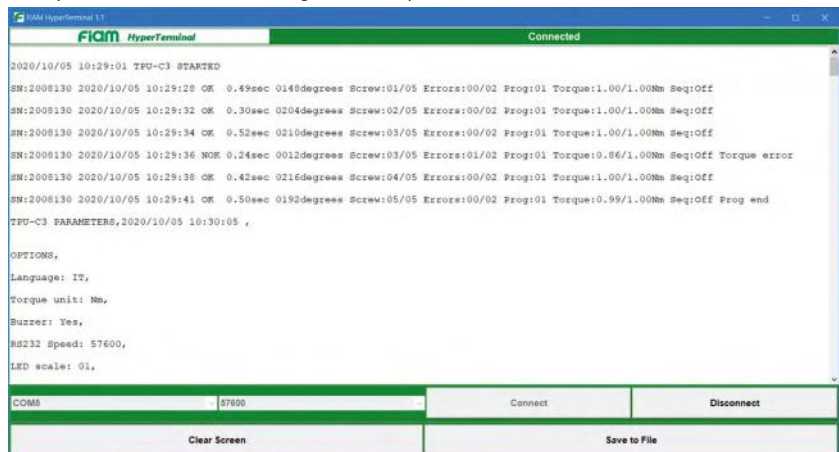 FIAM HyperTerminal 1.1
FIAM HyperTerminal Connected
2020/10/05 10:29:01 TPU-C3 STARTED
SN:2008130 2020/10/05 10:29:28 OK 0.49sec 0148degrees Screw:01/05 Errors:00/02 Prog:01 Torque:1.00/1.00Nm Seq:Off
SN:2008130 2020/10/05 10:29:32 OK 0.30sec 0204degrees Screw:02/05 Errors:00/02 Prog:01 Torque:1.00/1.00Nm Seq:Off
SN:2008130 2020/10/05 10:29:34 OK 0.52sec 0210degrees Screw:03/05 Errors:00/02 Prog:01 Torque:1.00/1.00Nm Seq:Off
SN:2008130 2020/10/05 10:29:36 NOK 0.24sec 0012degrees Screw:03/05 Errors:01/02 Prog:01 Torque:0.86/1.00Nm Seq:Off Torque error
SN:2008130 2020/10/05 10:29:38 OK 0.42sec 0216degrees Screw:04/05 Errors:00/02 Prog:01 Torque:1.00/1.00Nm Seq:Off
SN:2008130 2020/10/05 10:29:41 OK 0.50sec 0192degrees Screw:05/05 Errors:00/02 Prog:01 Torque:0.99/1.00Nm Seq:Off Prog end
TPU-C3 PARAMETERS,2020/10/05 10:30:05 ,
OPTIONS,
Language: IT,
Torque unit: Nm,
Buzzer: Yes,
RS232 Speed: 57600,
LED scale: 01,
COM5 57600 Connect Disconnect
Clear Screen Save to File